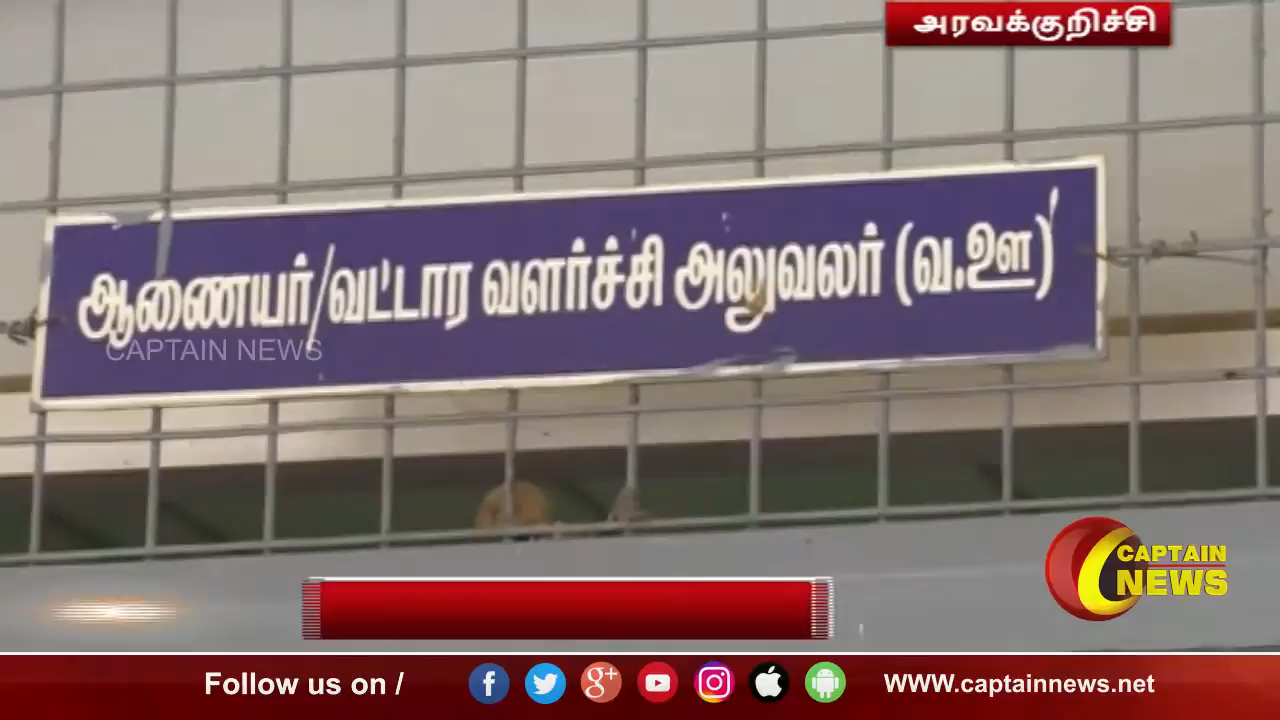 அரவக்குறிச்சி
ஆணையர்/வட்டார வளர்ச்சி அலுவலர் (வ.ஊ)
CAPTAIN NEWS
CAPTAIN
NEWS
Follow us on /
WWW.captainnews.net